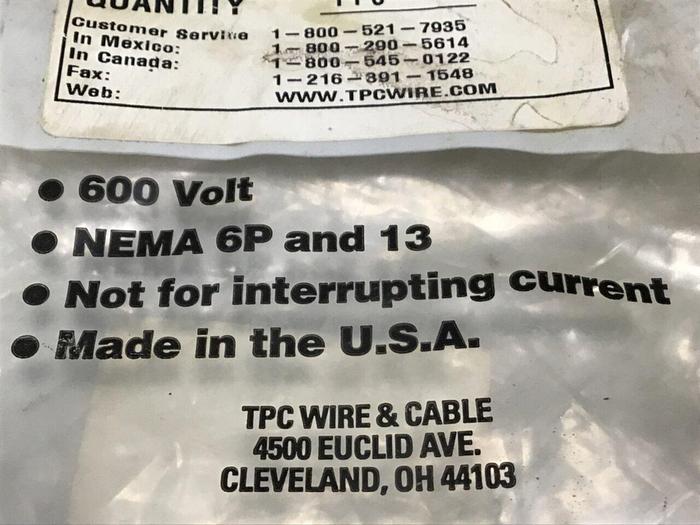 QUANTITY
Customer Service 1-800-521-7935
In Mexico: 1-800-290-5614
In Canada: 1-800-545-0122
Fax: 1-216-391-1548
Web: WWW.TPCWIRE.COM
• 600 Volt
• NEMA 6P and 13
• Not for interrupting current
• Made in the U.S.A.
TPC WIRE & CABLE
4500 EUCLID AVE.
CLEVELAND, OH 44103